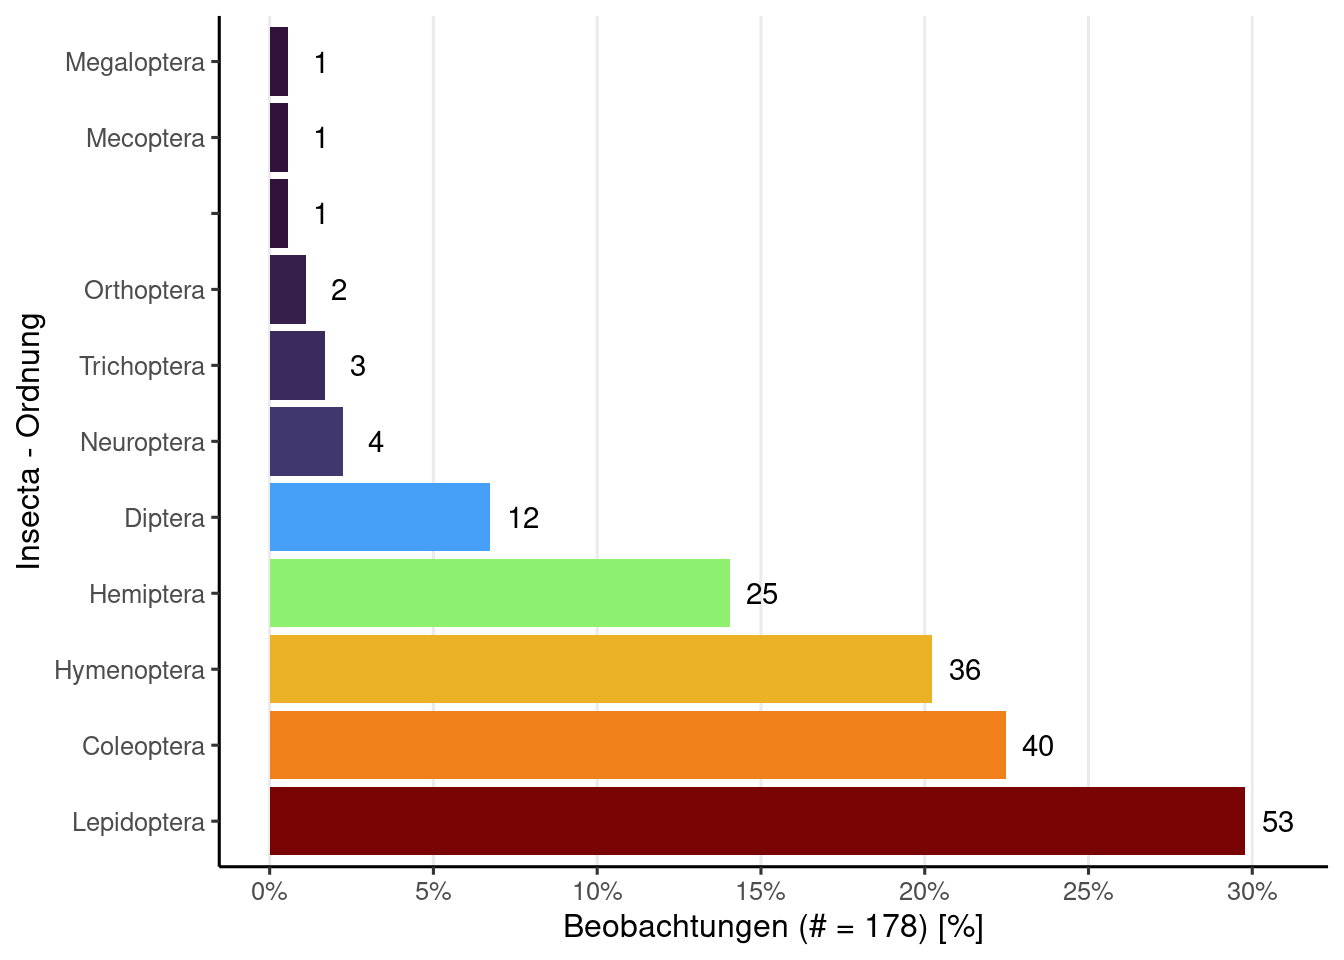 Megaloptera 1
Mecoptera 1
1
Orthoptera 2
Trichoptera 3
Neuroptera 4
Diptera 12
Hemiptera 25
Hymenoptera 36
Coleoptera 40
Lepidoptera 53
0% 5% 10% 15% 20% 25% 30%
Beobachtungen (# = 178) [%]
Insecta - Ordnung